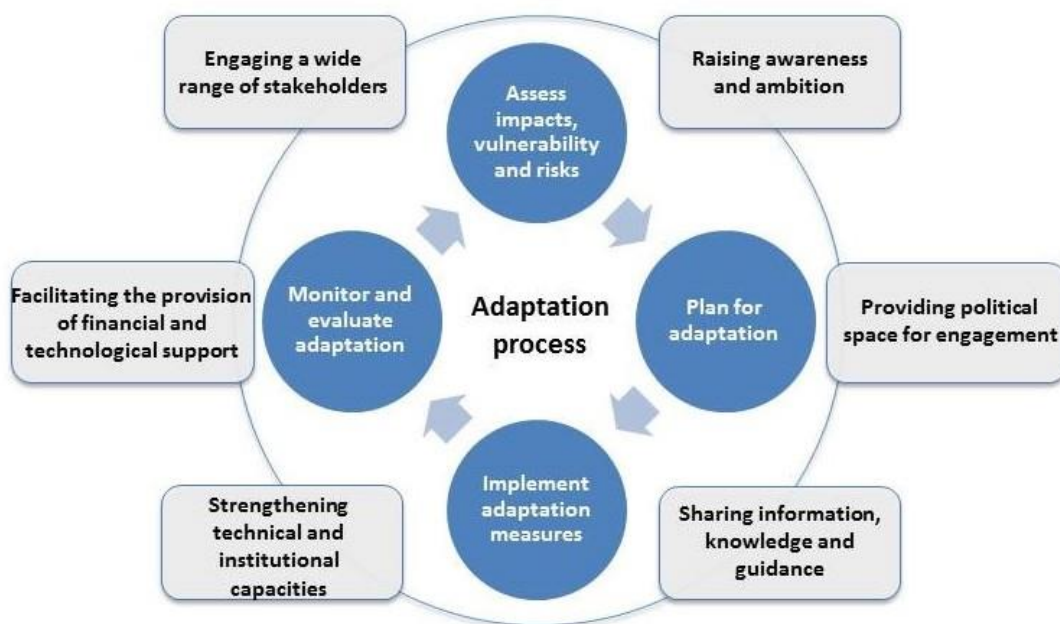 Engaging a wide
range of stakeholders
Assess
impacts,
vulnerability
and risks
Raising awareness
and ambition
Facilitating the provision
of financial and
technological support
Monitor and
evaluate
adaptation
Adaptation
process
Plan for
adaptation
Providing political
space for engagement
Strengthening
technical and
institutional
capacities
Implement
adaptation
measures
Sharing information,
knowledge and
guidance